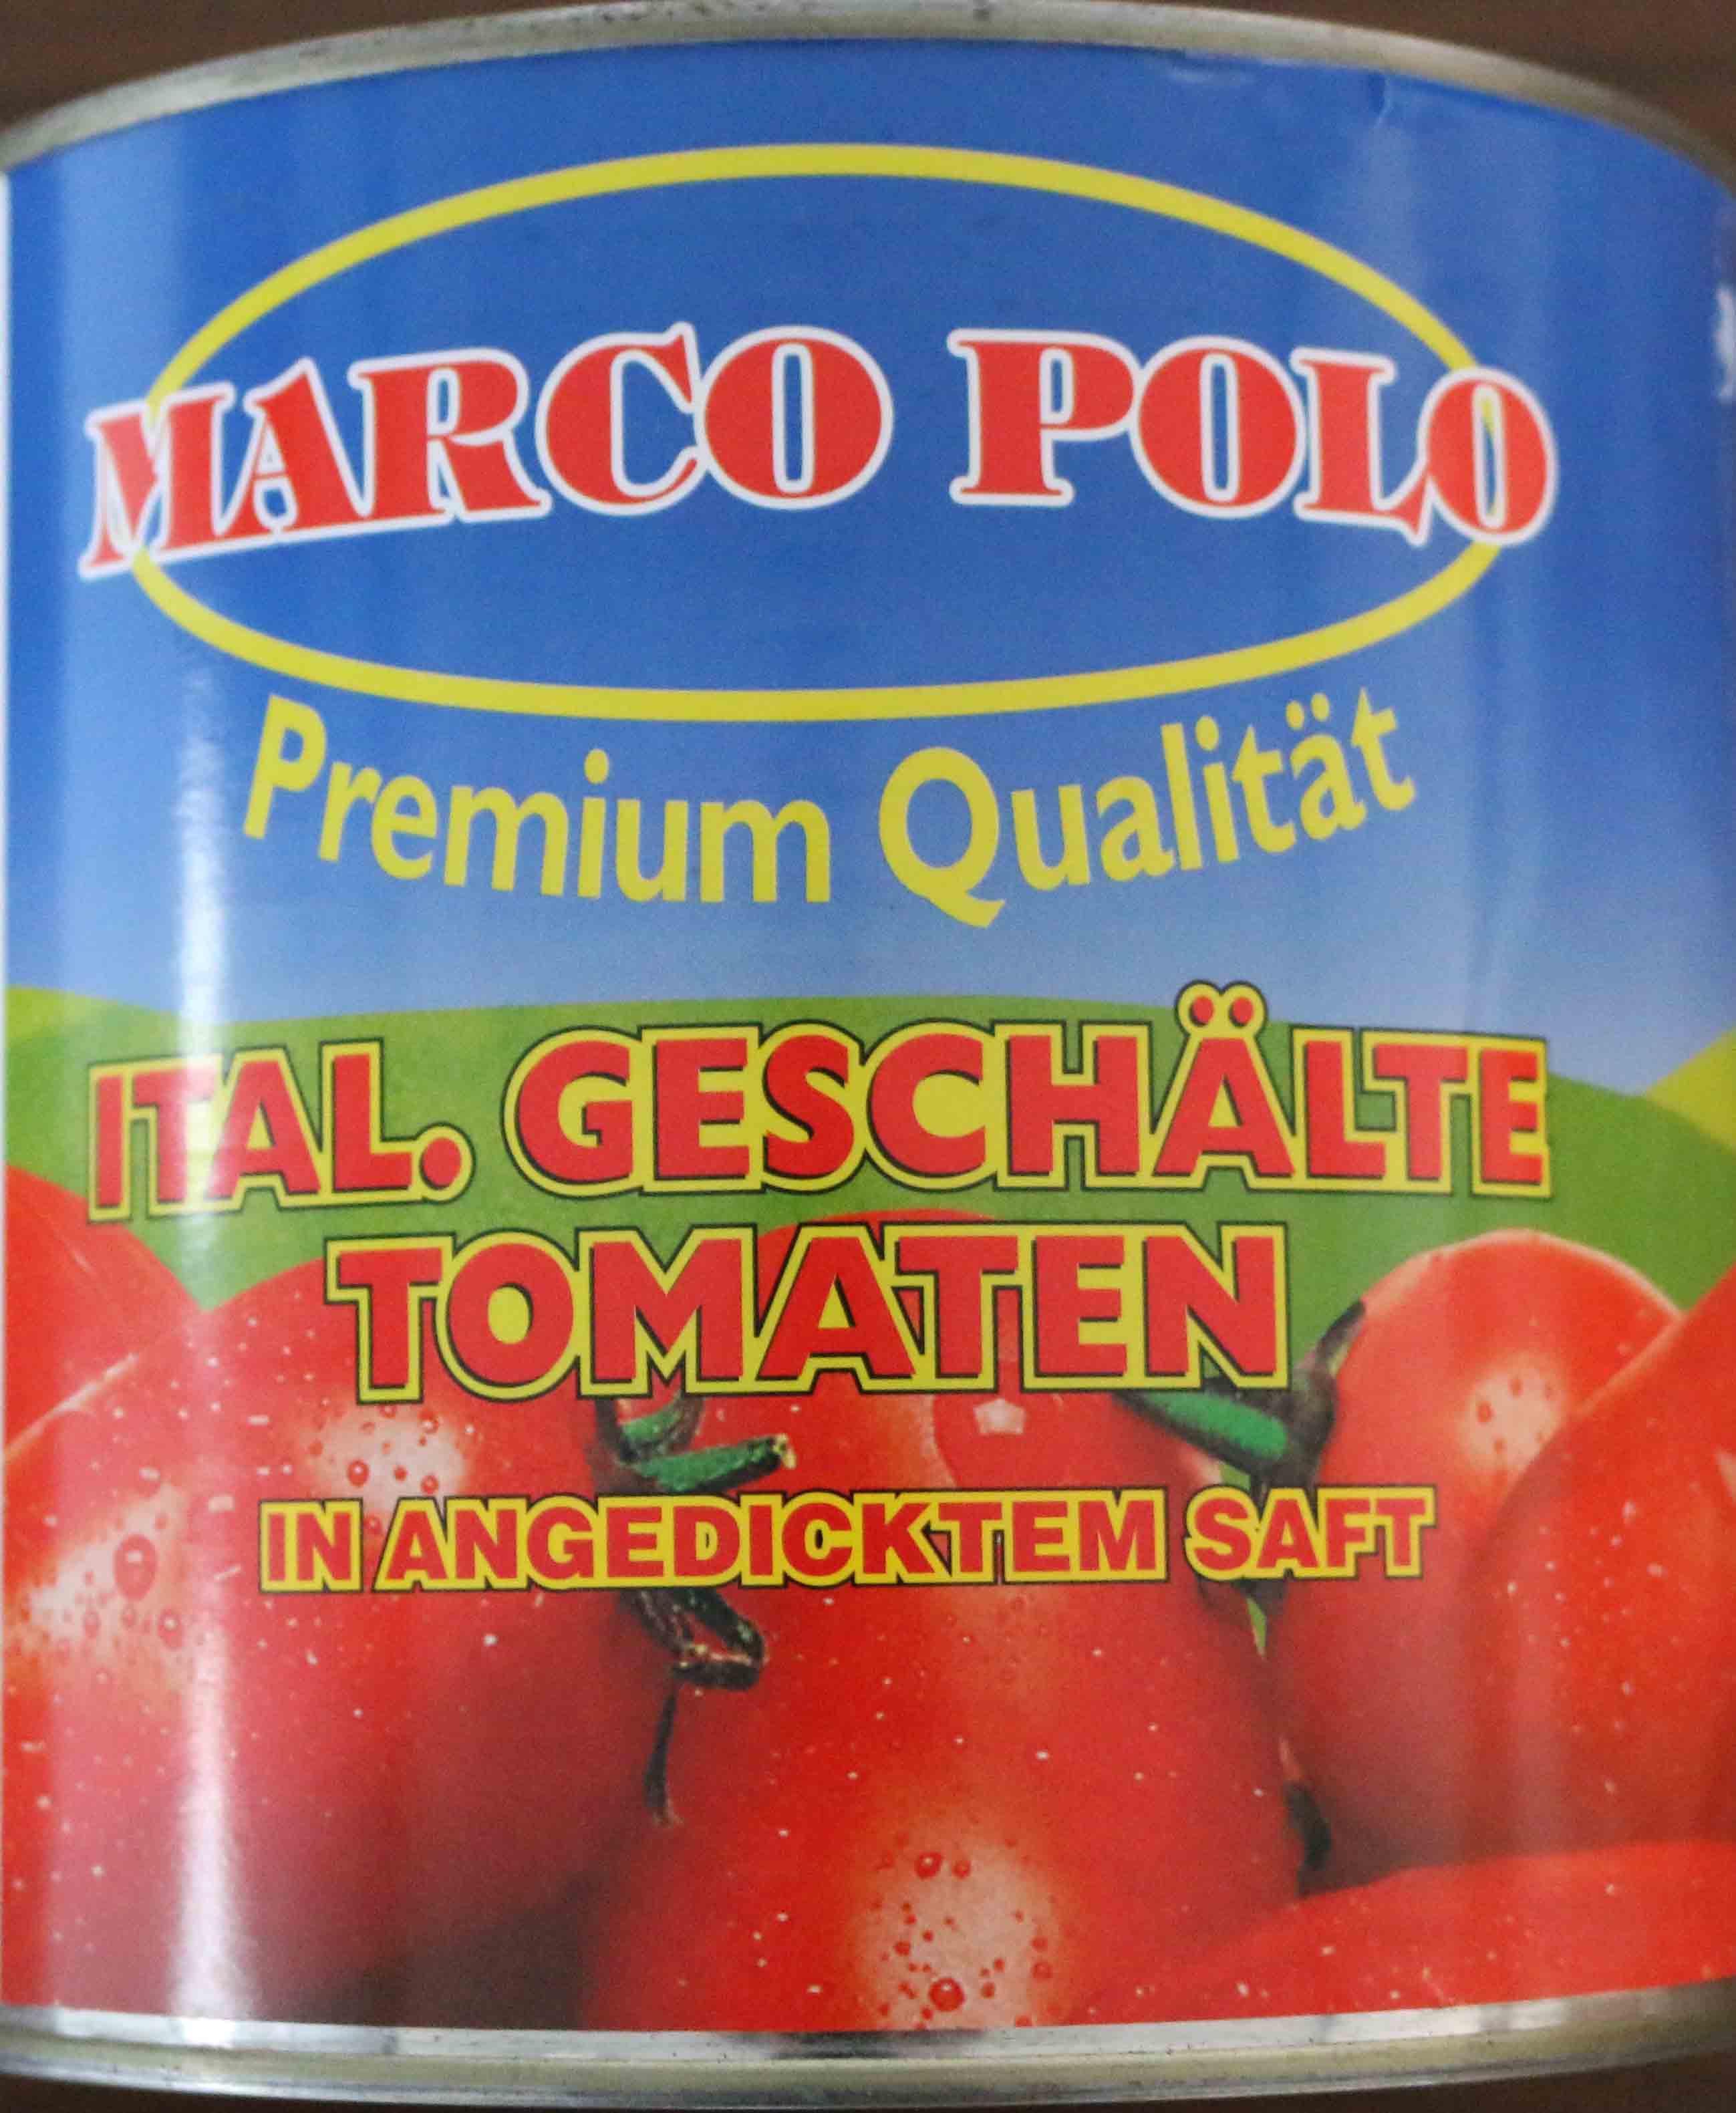 MARCO POLO
Premium Qualität
ITAL. GESCHÄLTE
TOMATEN
IN ANGEDICKTEM SAFT